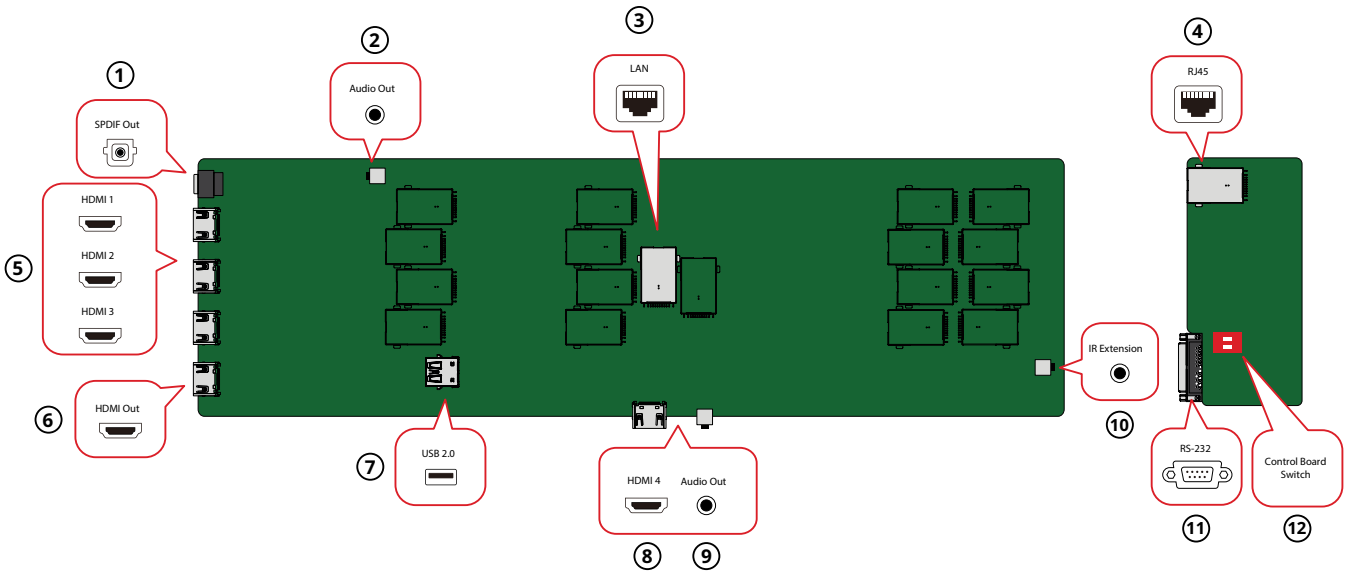 1
SPDIF Out
2
Audio Out
3
LAN
4
RJ45
5
HDMI 1
HDMI 2
HDMI 3
6
HDMI Out
7
USB 2.0
HDMI 4
8
Audio Out
9
IR Extension
10
RS-232
11
Control Board
Switch
12